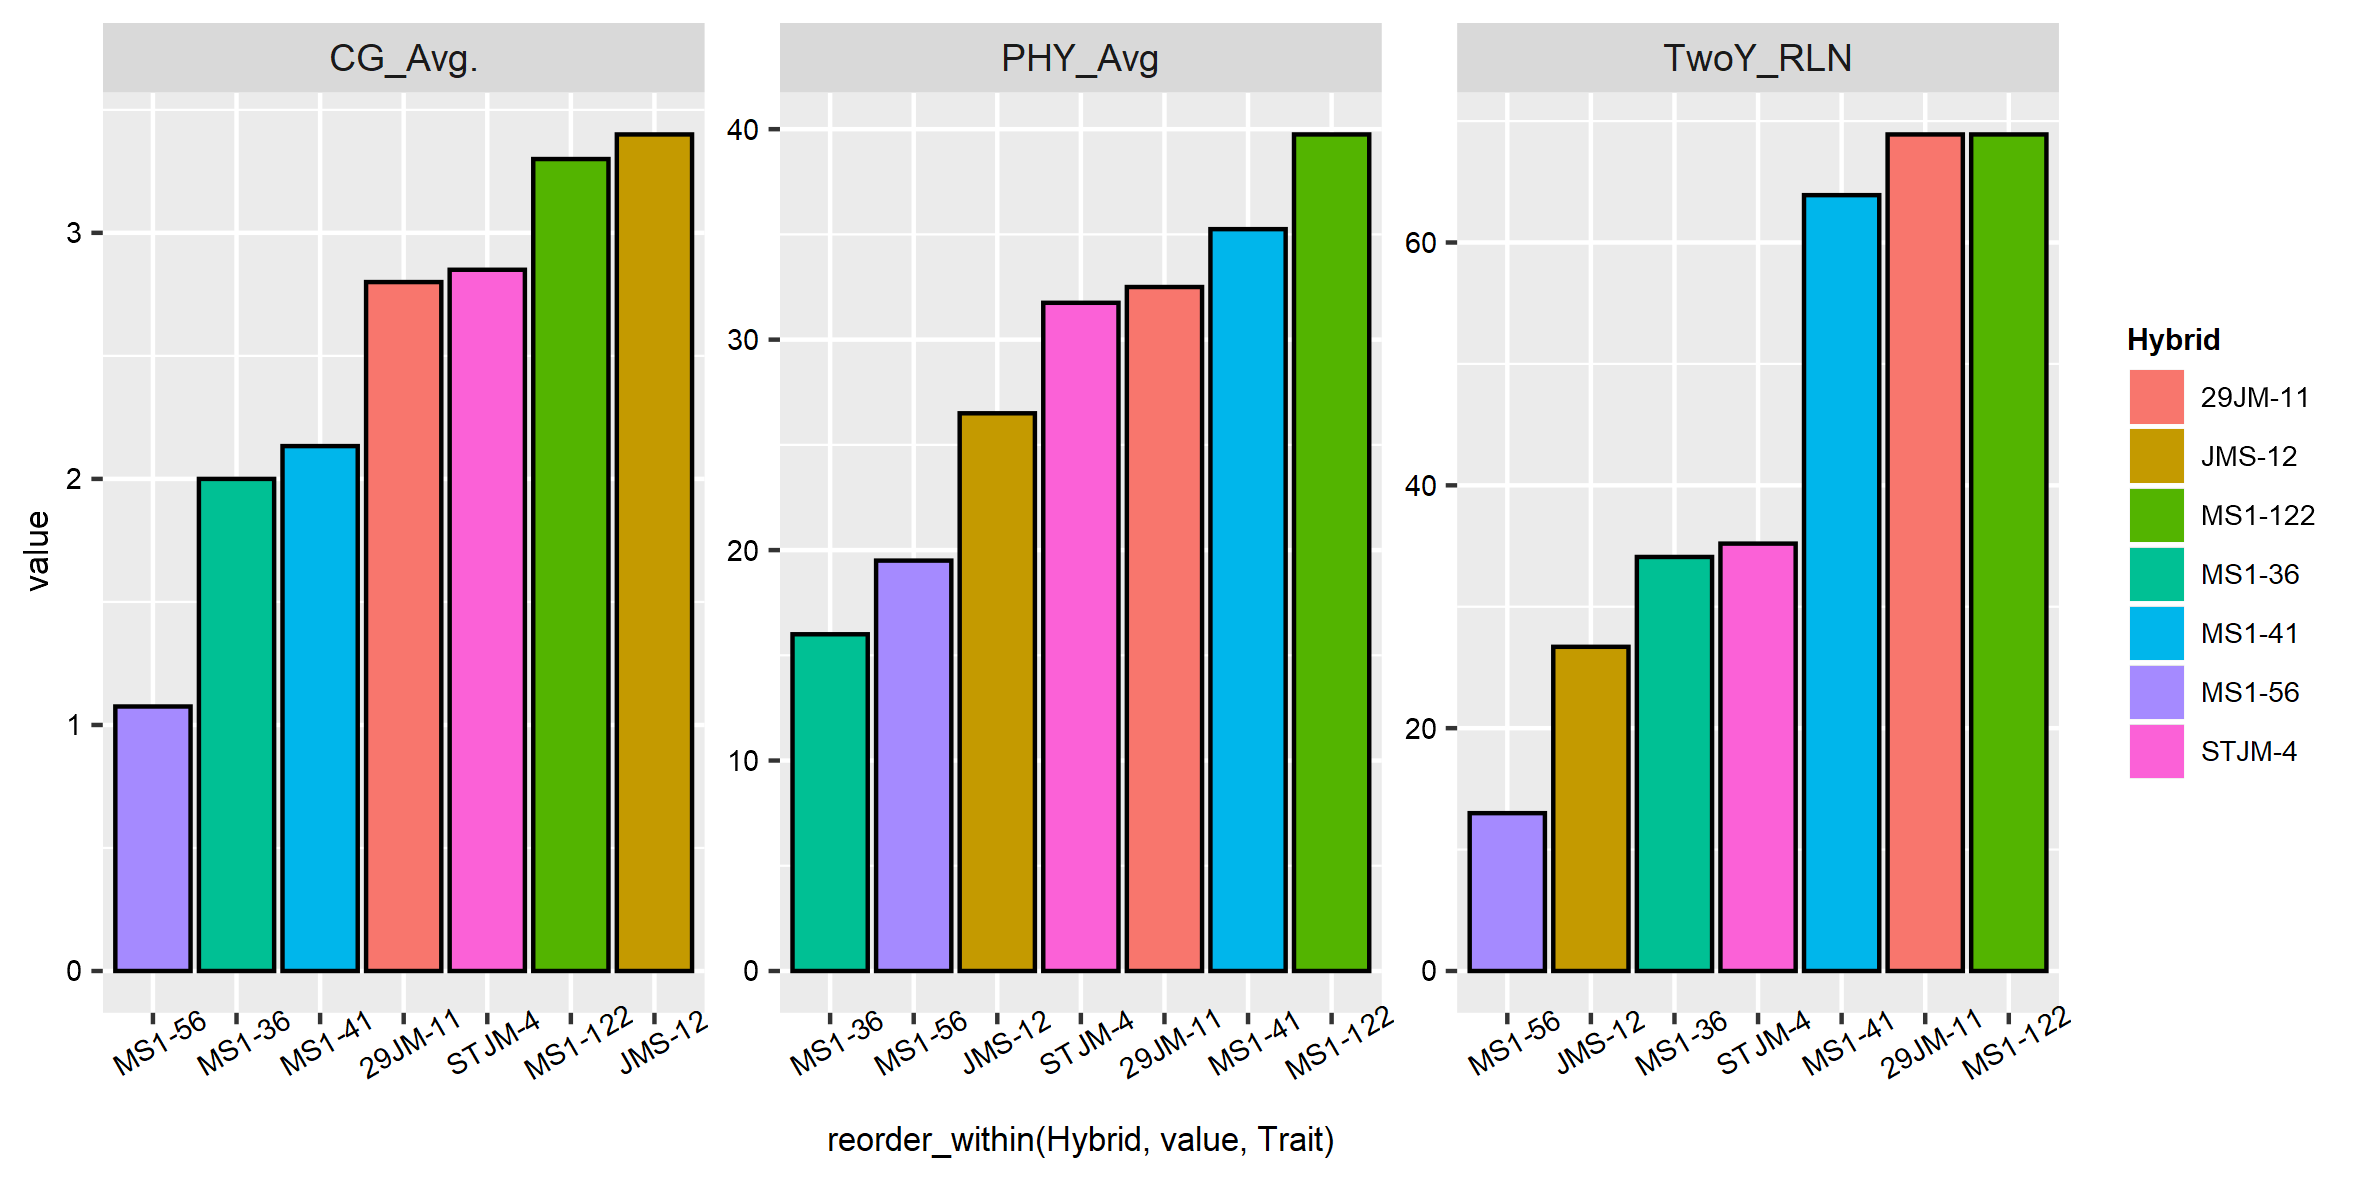 CG_Avg.
PHY_Avg
TwoY_RLN
value
3
2
1
0
MS1-56
MS1-36
MS1-41
29JM-11
STJM-4
MS1-122
JMS-12
40
30
20
10
0
MS1-36
MS1-56
JMS-12
STJM-4
29JM-11
MS1-41
MS1-122
60
40
20
0
MS1-56
JMS-12
MS1-36
STJM-4
MS1-41
29JM-11
MS1-122
reorder_within(Hybrid, value, Trait)
Hybrid
29JM-11
JMS-12
MS1-122
MS1-36
MS1-41
MS1-56
STJM-4